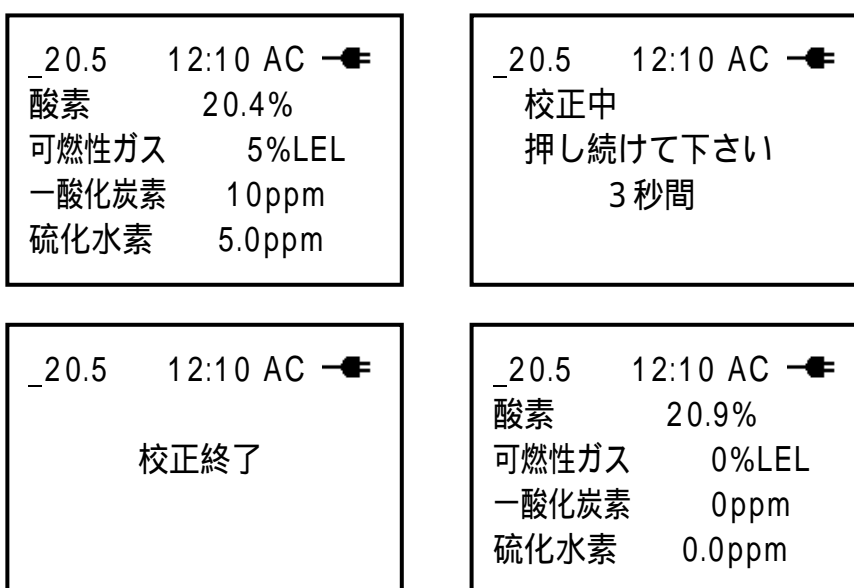 _20.5 12:10 AC
酸素 20.4%
可燃性ガス 5%LEL
一酸化炭素 10ppm
硫化水素 5.0ppm
_20.5 12:10 AC
校正中
押し続けて下さい
3秒間
_20.5 12:10 AC
校正終了
_20.5 12:10 AC
酸素 20.9%
可燃性ガス 0%LEL
一酸化炭素 0ppm
硫化水素 0.0ppm